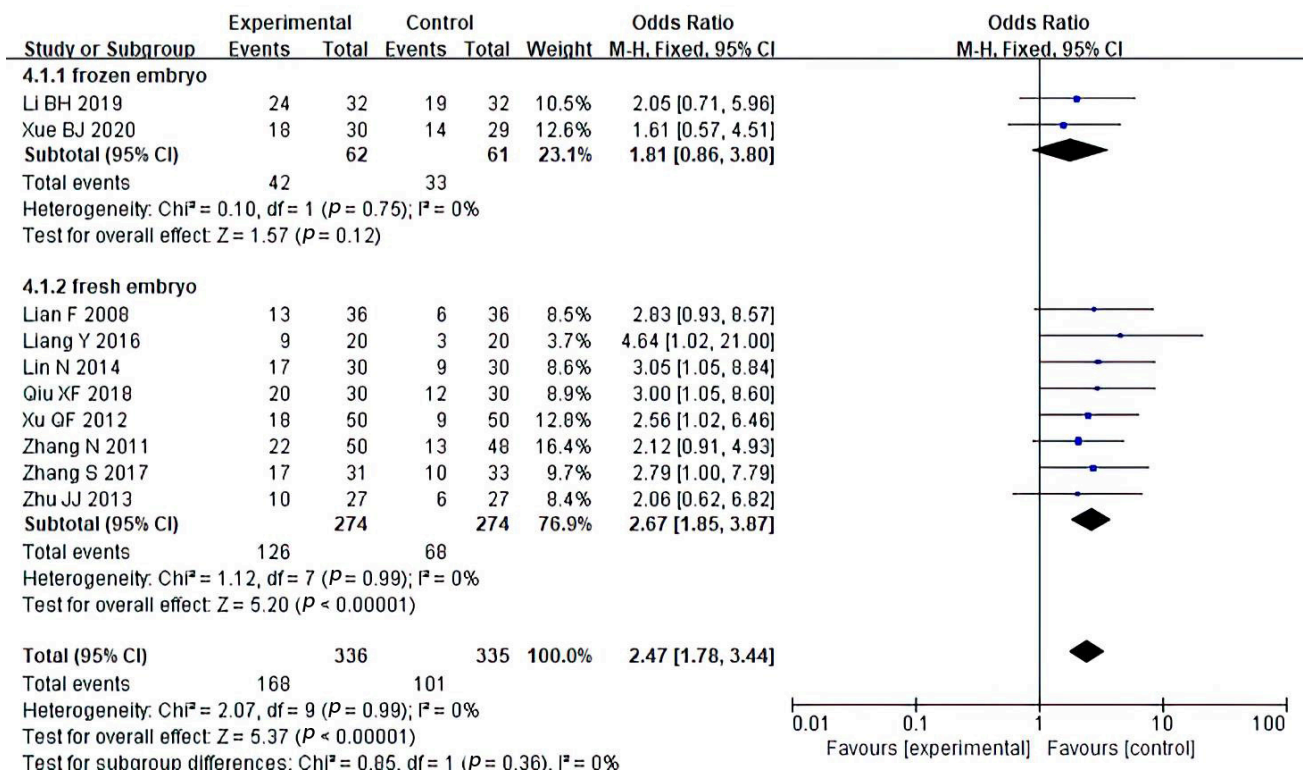 Experimental Control Odds Ratio Odds Ratio
Study or Subgroup Events Total Events Total Weight M-H, Fixed, 95% CI M-H, Fixed, 95% CI
4.1.1 frozen embryo
Li BH 2019 24 32 19 32 10.5% 2.05 [0.71, 5.96]
Xue BJ 2020 18 30 14 29 12.6% 1.61 [0.57, 4.51]
Subtotal (95% CI) 62 61 23.1% 1.81 [0.86, 3.80]
Total events 42 33
Heterogeneity: Chi² = 0.10, df = 1 (P = 0.75); I² = 0%
Test for overall effect: Z = 1.57 (P = 0.12)
4.1.2 fresh embryo
Lian F 2008 13 36 6 36 8.5% 2.83 [0.93, 8.57]
Liang Y 2016 9 20 3 20 3.7% 4.64 [1.02, 21.00]
Lin N 2014 17 30 9 30 8.6% 3.05 [1.05, 8.84]
Qiu XF 2018 20 30 12 30 8.9% 3.00 [1.05, 8.60]
Xu QF 2012 18 50 9 50 12.8% 2.56 [1.02, 6.46]
Zhang N 2011 22 50 13 48 16.4% 2.12 [0.91, 4.93]
Zhang S 2017 17 31 10 33 9.7% 2.79 [1.00, 7.79]
Zhu JJ 2013 10 27 6 27 8.4% 2.06 [0.62, 6.82]
Subtotal (95% CI) 274 274 76.9% 2.67 [1.85, 3.87]
Total events 126 68
Heterogeneity: Chi² = 1.12, df = 7 (P = 0.99); I² = 0%
Test for overall effect: Z = 5.20 (P < 0.00001)
Total (95% CI) 336 335 100.0% 2.47 [1.78, 3.44]
Total events 168 101
Heterogeneity: Chi² = 2.07, df = 9 (P = 0.99); I² = 0%
Test for overall effect: Z = 5.37 (P < 0.00001)
Test for subgroup differences: Chi² = 0.85, df = 1 (P = 0.36), I² = 0%
0.01 0.1 1 10 100
Favours [experimental] Favours [control]